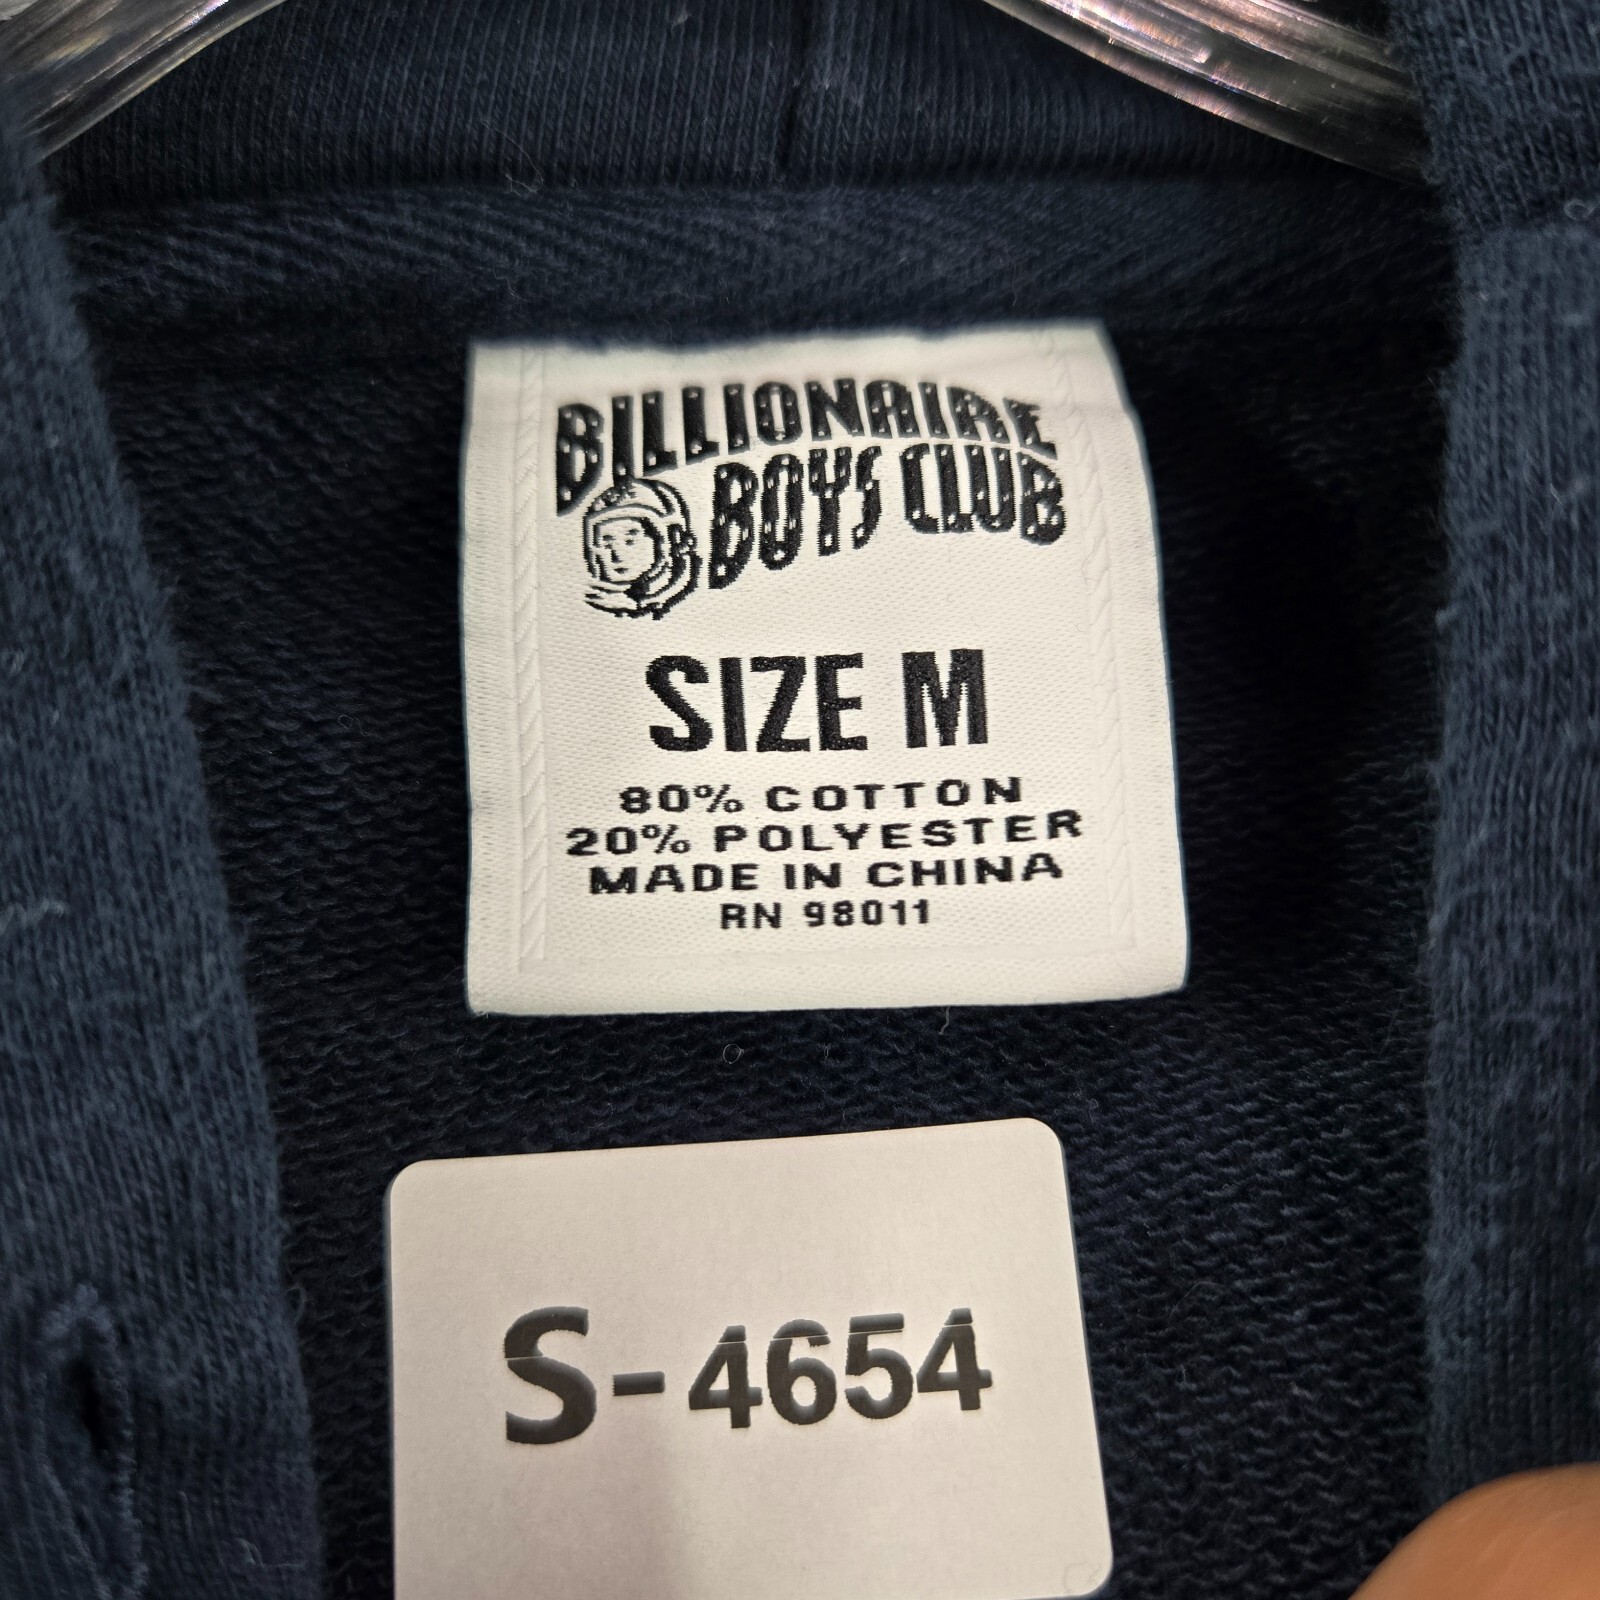 BILLIONAIRE
BOYS CLUB
SIZE M
80% COTTON
20% POLYESTER
MADE IN CHINA
RN 98011
S-4654